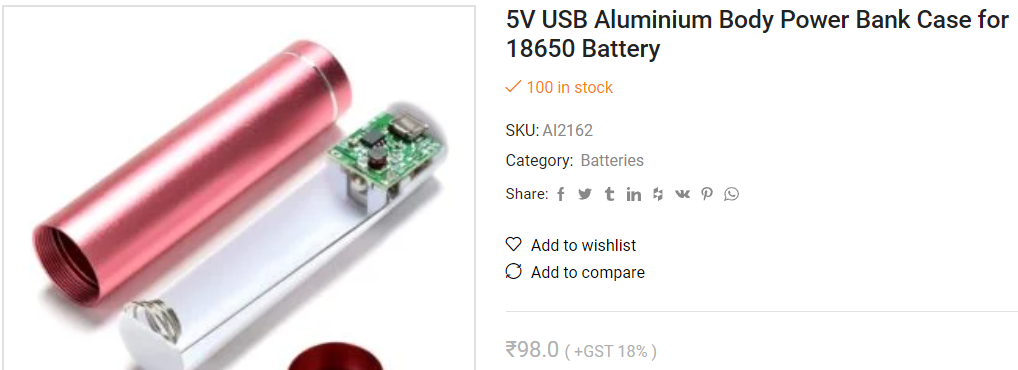 5V USB Aluminium Body Power Bank Case for
18650 Battery
100 in stock
SKU: AI2162
Category: Batteries
Share:
Add to wishlist
Add to compare
₹98.0 ( +GST 18% )